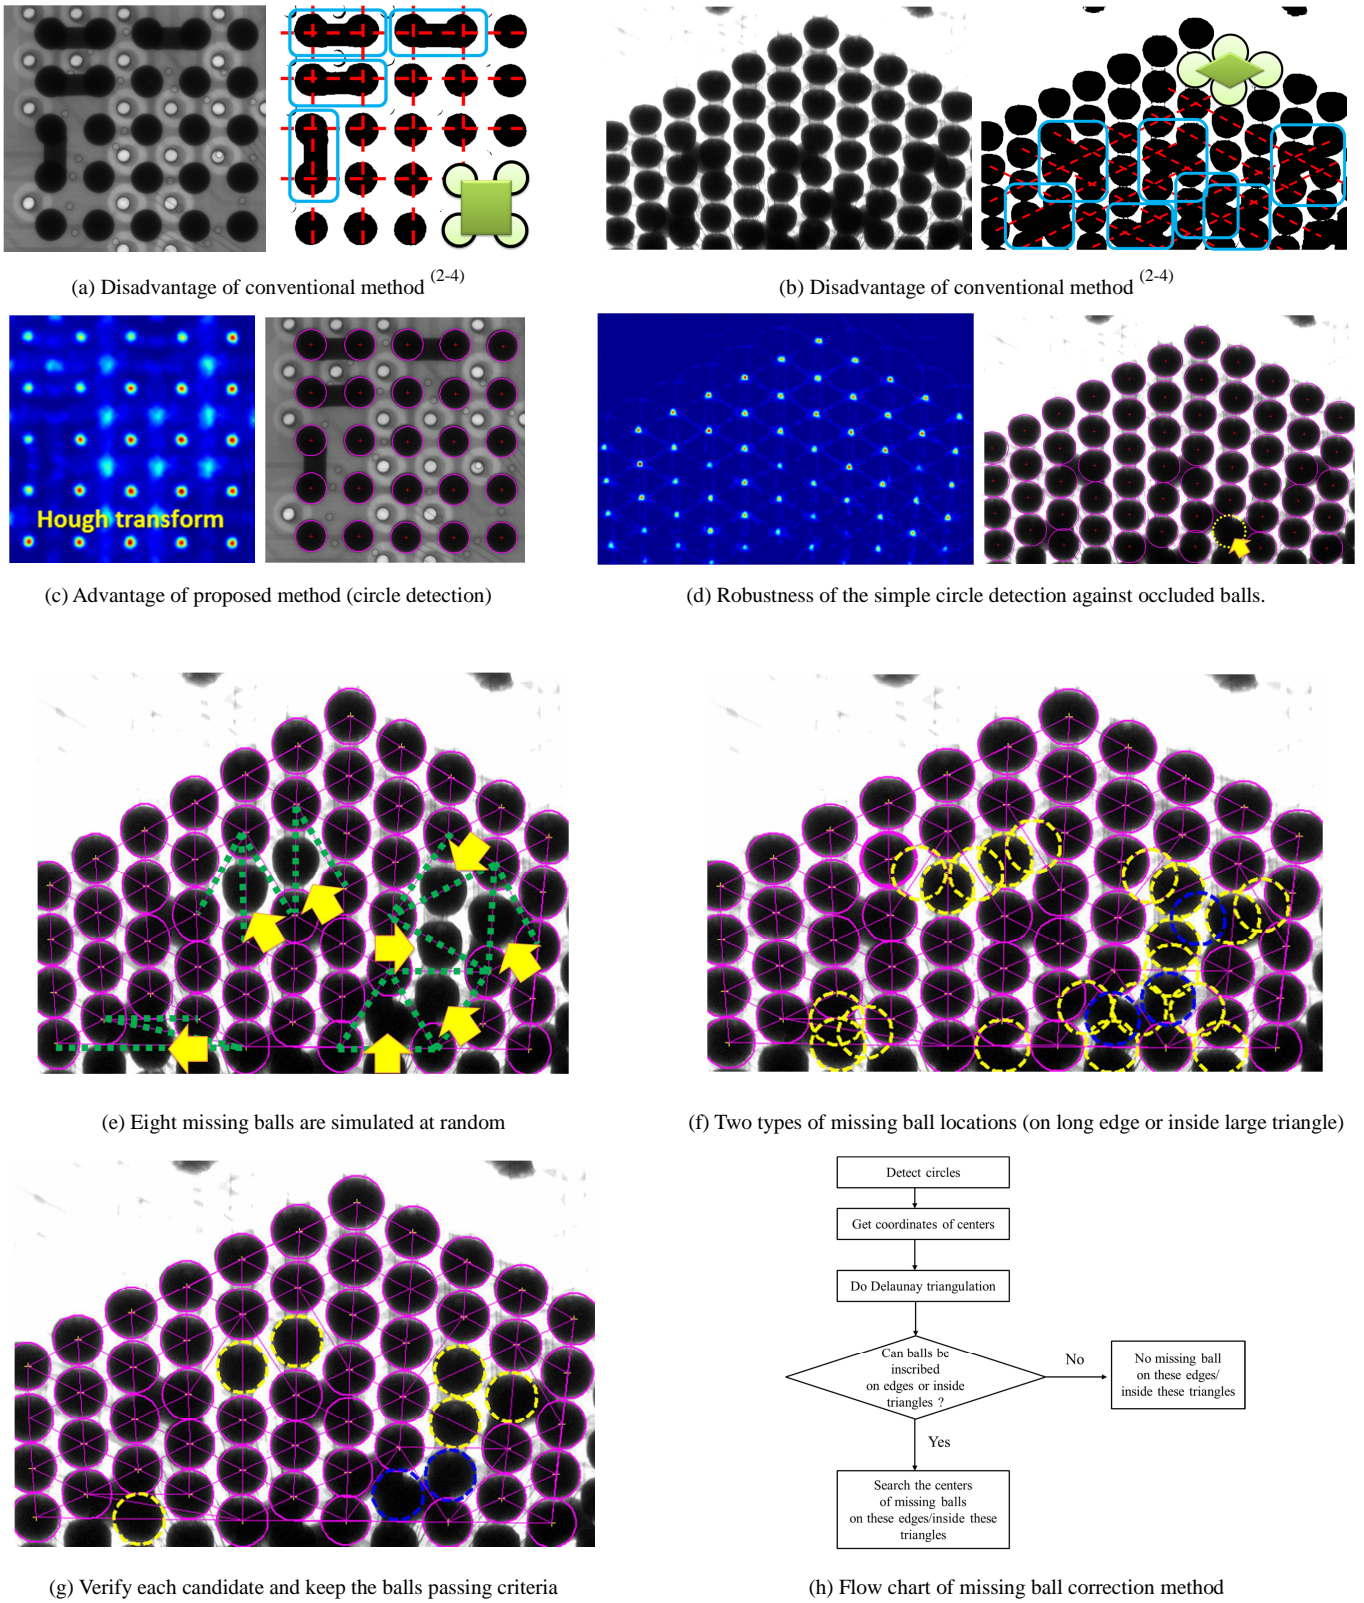 (a) Disadvantage of conventional method (2-4)
(b) Disadvantage of conventional method (2-4)
Hough transform
(c) Advantage of proposed method (circle detection)
(d) Robustness of the simple circle detection against occluded balls.
(e) Eight missing balls are simulated at random
(f) Two types of missing ball locations (on long edge or inside large triangle)
Detect circles
Get coordinates of centers
Do Delaunay triangulation
Can balls be
inscribed
on edges or inside
triangles ?
No
No missing ball
on these edges/
inside these triangles
Yes
Search the centers
of missing balls
on these edges/inside these
triangles
(g) Verify each candidate and keep the balls passing criteria
(h) Flow chart of missing ball correction method